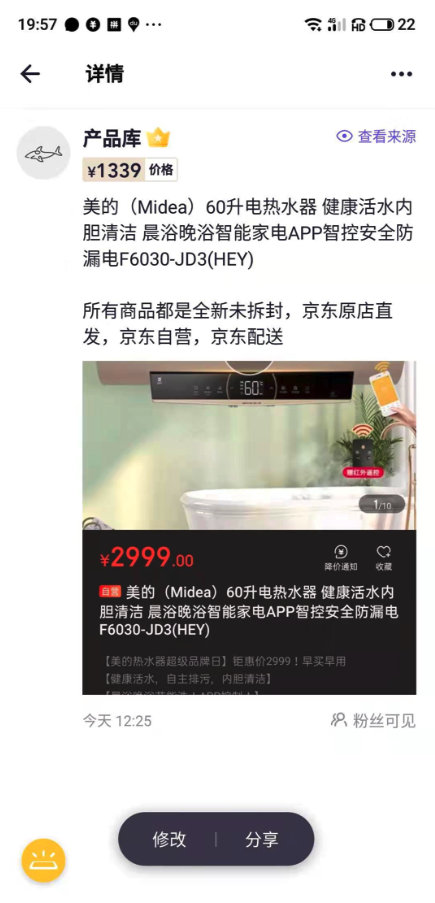 19:57 22
详情
产品库
查看来源
¥1339 价格
美的（Midea）60升电热水器 健康活水内
胆清洁 晨浴晚浴智能家电APP智控安全防
漏电F6030-JD3(HEY)
所有商品都是全新未拆封，京东原店直
发，京东自营，京东配送
60
赠红外遥控
1/10
¥2999.00
降价通知 收藏
自营 美的（Midea）60升电热水器 健康活水内
胆清洁 晨浴晚浴智能家电APP智控安全防漏电
F6030-JD3(HEY)
【美的热水器超级品牌日】钜惠价2999！早买早用
【健康活水，自主排污，内胆清洁】
今天 12:25
粉丝可见
修改 | 分享